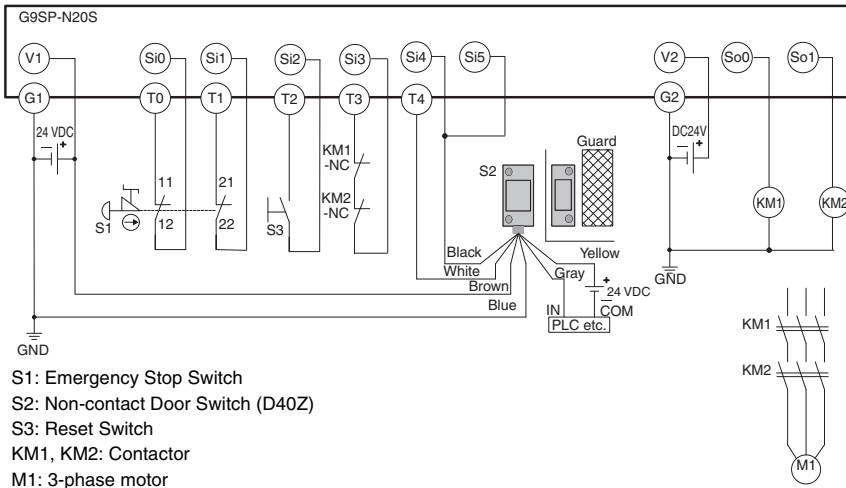 G9SP-N20S
V1 Si0 Si1 Si2 Si3 Si4 Si5 V2 So0 So1
G1 T0 T1 T2 T3 T4 G2
24 VDC
+
−
KM1
-NC
KM2
-NC
11
12
21
22
S1
S3
S2
Guard
DC24V
+
−
KM1
KM2
Black
White
Brown
Blue
Yellow
Gray
+
−
24 VDC
IN
COM
PLC etc.
GND
GND
KM1
KM2
M1
S1: Emergency Stop Switch
S2: Non-contact Door Switch (D40Z)
S3: Reset Switch
KM1, KM2: Contactor
M1: 3-phase motor